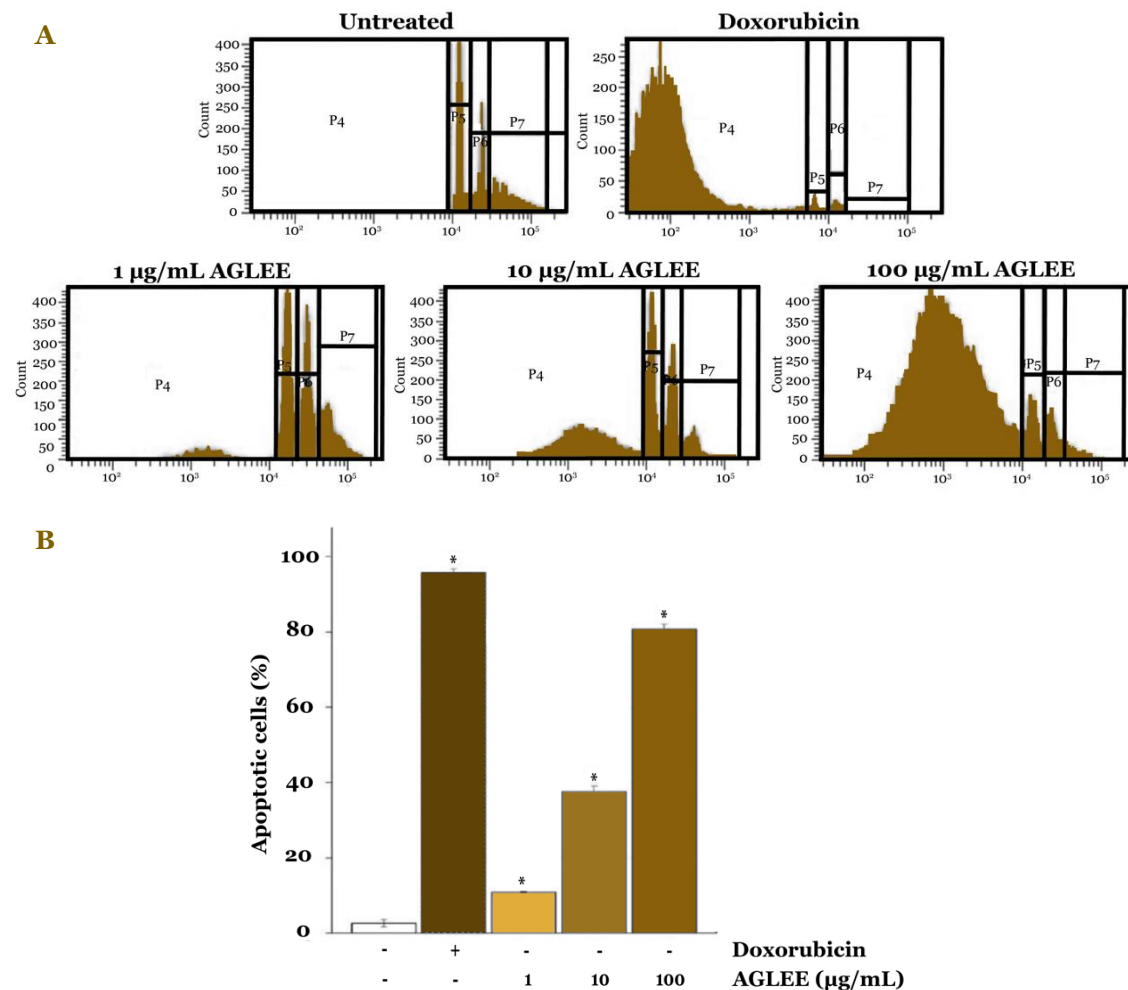 A
Untreated
Doxorubicin
Count
400
350
300
250
200
150
100
50
0
P4
P5
P6
P7
10²
10³
10⁴
10⁵
Count
250
200
150
100
50
0
P4
P5
P6
P7
10²
10³
10⁴
10⁵
1 µg/mL AGLEE
10 µg/mL AGLEE
100 µg/mL AGLEE
Count
400
350
300
250
200
150
100
50
0
P4
P5
P6
P7
10²
10³
10⁴
10⁵
Count
400
350
300
250
200
150
100
50
0
P4
P5
P7
10²
10³
10⁴
10⁵
Count
400
350
300
250
200
150
100
50
0
P4
P5
P6
P7
10²
10³
10⁴
10⁵
B
Apoptotic cells (%)
100
80
60
40
20
0
*
*
*
*
- + - - - Doxorubicin
- - 1 10 100 AGLEE (µg/mL)